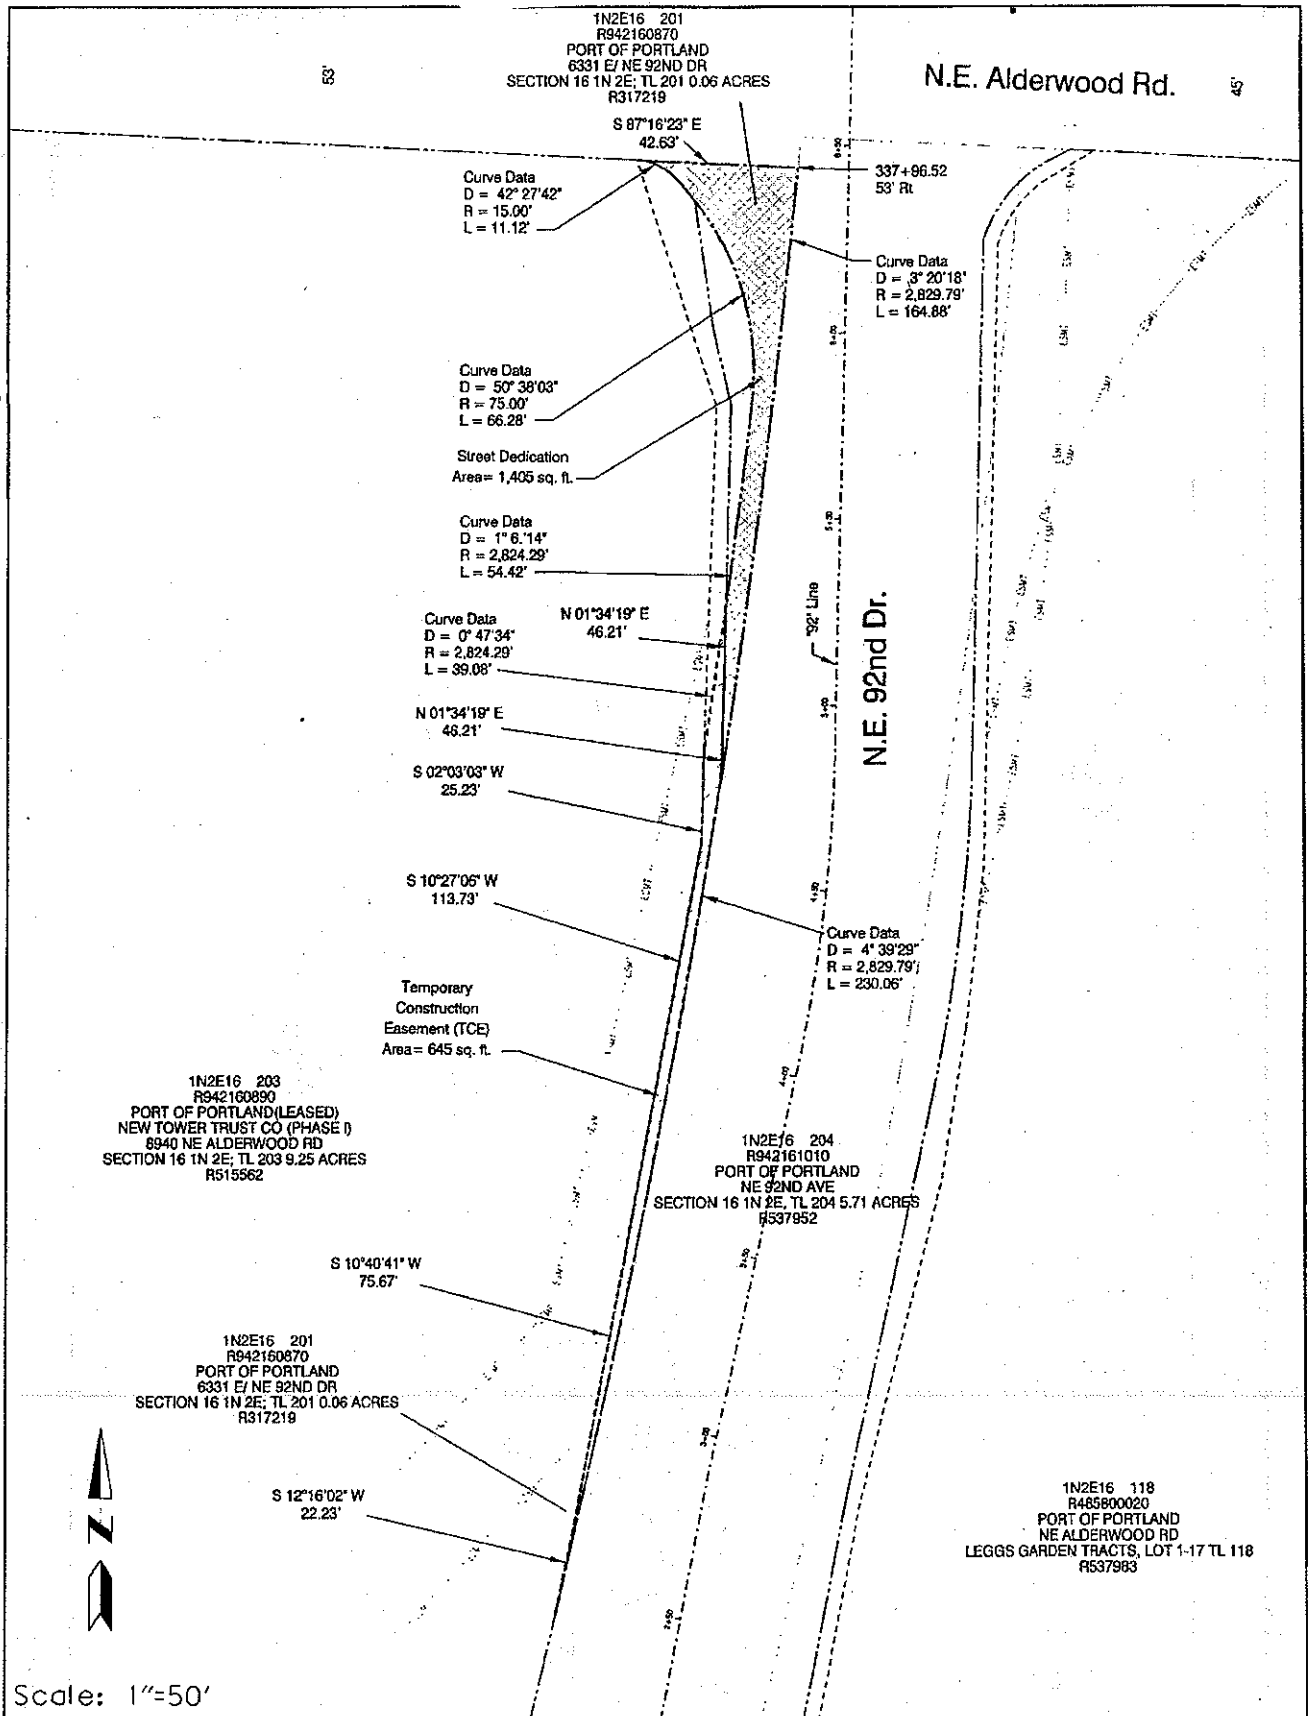 1N2E16 201
R942160870
PORT OF PORTLAND
6331 E/ NE 92ND DR
SECTION 16 1N 2E; TL 201 0.06 ACRES
R317219
53'
N.E. Alderwood Rd.
45'
S 87°16'23" E
42.63'
337+96.52
53' Rt
Curve Data
D = 42° 27'42"
R = 15.00'
L = 11.12'
Curve Data
D = 3° 20'18"
R = 2,829.79'
L = 164.88'
Curve Data
D = 50° 38'03"
R = 75.00'
L = 66.28'
Street Dedication
Area= 1,405 sq. ft.
Curve Data
D = 1° 6'14"
R = 2,824.29'
L = 54.42'
N 01°34'19" E
46.21'
Curve Data
D = 0° 47'34"
R = 2,824.29'
L = 39.08'
"92" Line
N.E. 92nd Dr.
N 01°34'19" E
46.21'
S 02°03'03" W
25.23'
S 10°27'06" W
113.73'
Curve Data
D = 4° 39'29"
R = 2,829.79'
L = 230.06'
Temporary
Construction
Easement (TCE)
Area= 645 sq. ft.
1N2E16 203
R942160890
PORT OF PORTLAND(LEASED)
NEW TOWER TRUST CO (PHASE I)
8940 NE ALDERWOOD RD
SECTION 16 1N 2E; TL 203 9.25 ACRES
R515562
4+50
4+00
1N2E16 204
R942161010
PORT OF PORTLAND
NE 92ND AVE
SECTION 16 1N 2E, TL 204 5.71 ACRES
R537952
3+50
S 10°40'41" W
75.67'
1N2E16 201
R942160870
PORT OF PORTLAND
6331 E/ NE 92ND DR
SECTION 16 1N 2E; TL 201 0.06 ACRES
R317219
3+00
S 12°16'02" W
22.23'
1N2E16 118
R485800020
PORT OF PORTLAND
NE ALDERWOOD RD
LEGGS GARDEN TRACTS, LOT 1-17 TL 118
R537983
2+50
N
Scale: 1"=50'